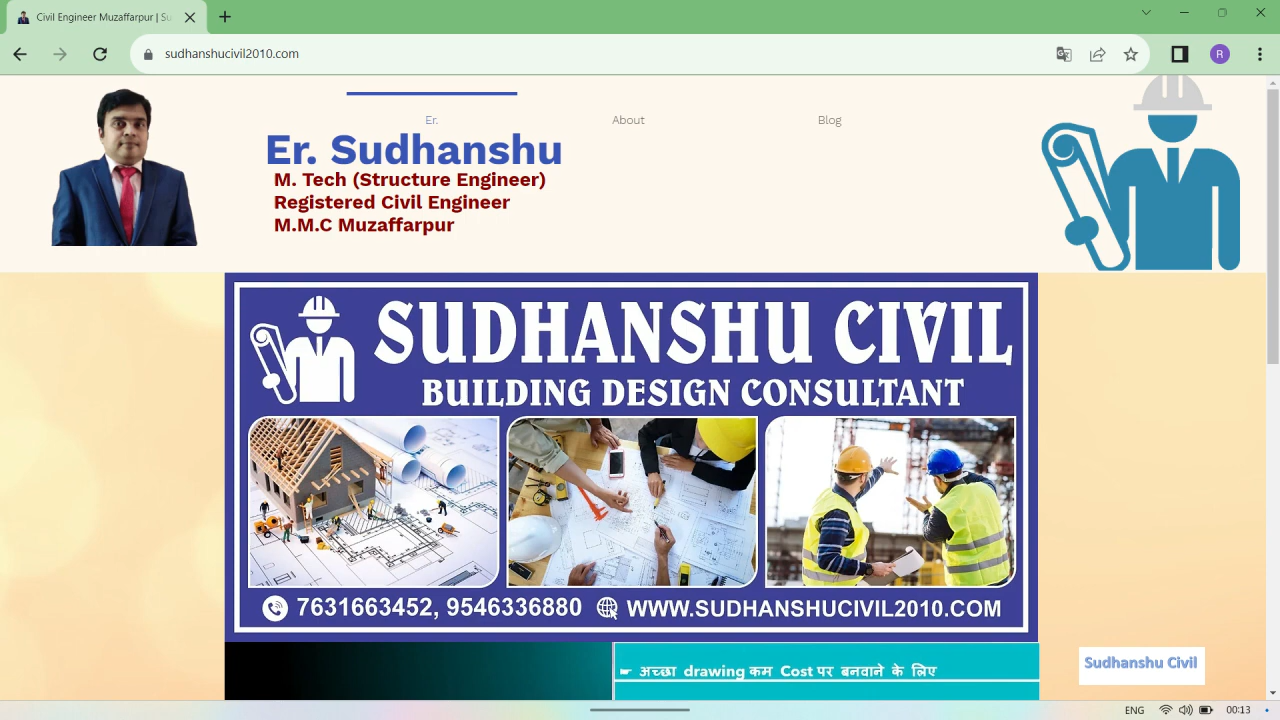 Civil Engineer Muzaffarpur | Su
sudhanshucivil2010.com
R
Er.
About
Blog
Er. Sudhanshu
M. Tech (Structure Engineer)
Registered Civil Engineer
M.M.C Muzaffarpur
SUDHANSHU CIVIL
BUILDING DESIGN CONSULTANT
7631663452, 9546336880
WWW.SUDHANSHUCIVIL2010.COM
☛ अच्छा drawing कम Cost पर बनवाने के लिए
Sudhanshu Civil
ENG
00:13